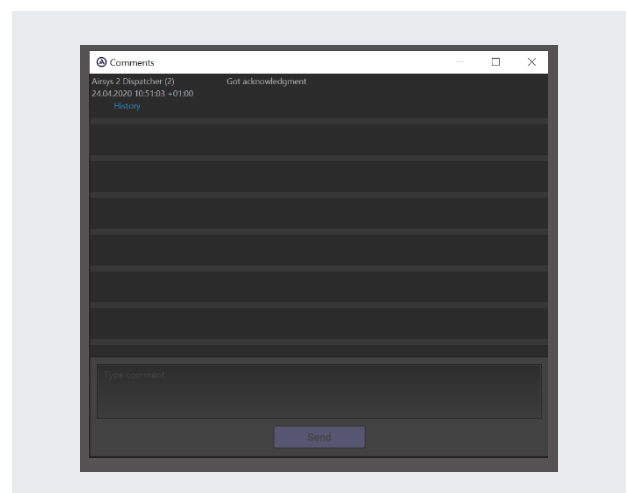 Comments
Airsys 2 Dispatcher (2) Got acknowledgment
24.04.2020 10:51:03 +01:00
History
Type comment
Send